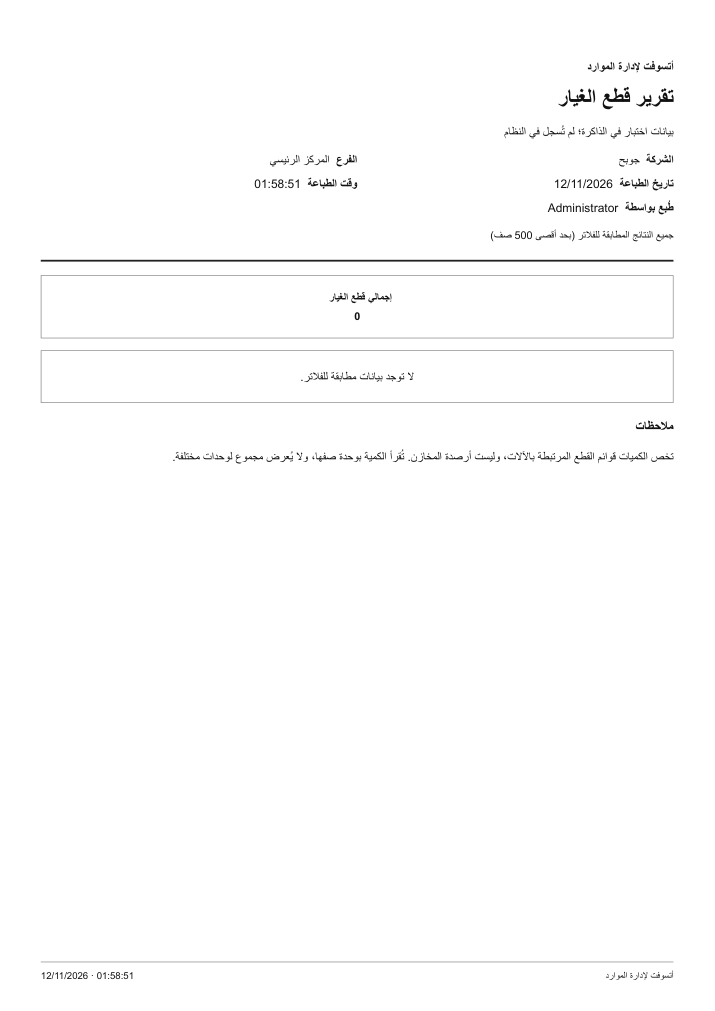 أتسوفت لإدارة الموارد
تقرير قطع الغيار
بيانات اختبار في الذاكرة؛ لم تُسجل في النظام
الشركة جوبح الفرع المركز الرئيسي
تاريخ الطباعة 12/11/2026 وقت الطباعة 01:58:51
طُبع بواسطة Administrator
جميع النتائج المطابقة للفلاتر (بحد أقصى 500 صف)
إجمالي قطع الغيار
0
لا توجد بيانات مطابقة للفلاتر.
ملاحظات
تخص الكميات قوائم القطع المرتبطة بالآلات، وليست أرصدة المخازن. تُقرأ الكمية بوحدة صفها، ولا يُعرض مجموع لوحدات مختلفة.
أتسوفت لإدارة الموارد 12/11/2026 · 01:58:51